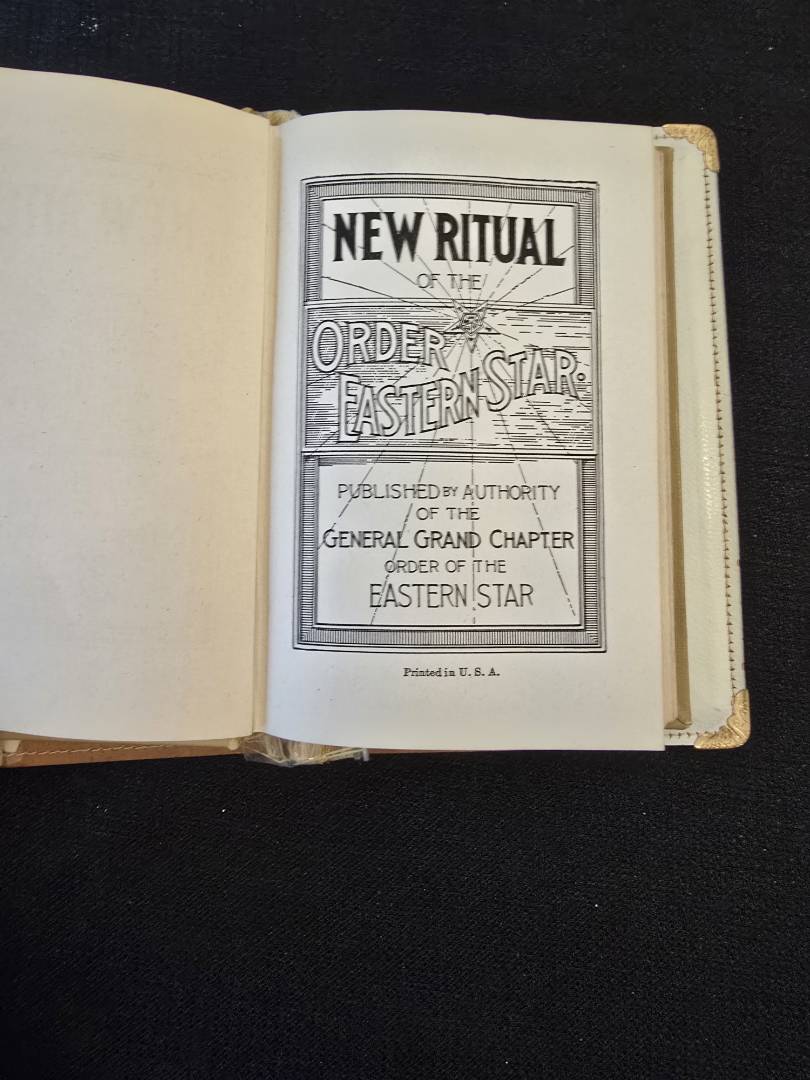 NEW RITUAL
OF THE
ORDER
EASTERN STAR.
PUBLISHED BY AUTHORITY
OF THE
GENERAL GRAND CHAPTER
ORDER OF THE
EASTERN STAR
Printed in U. S. A.